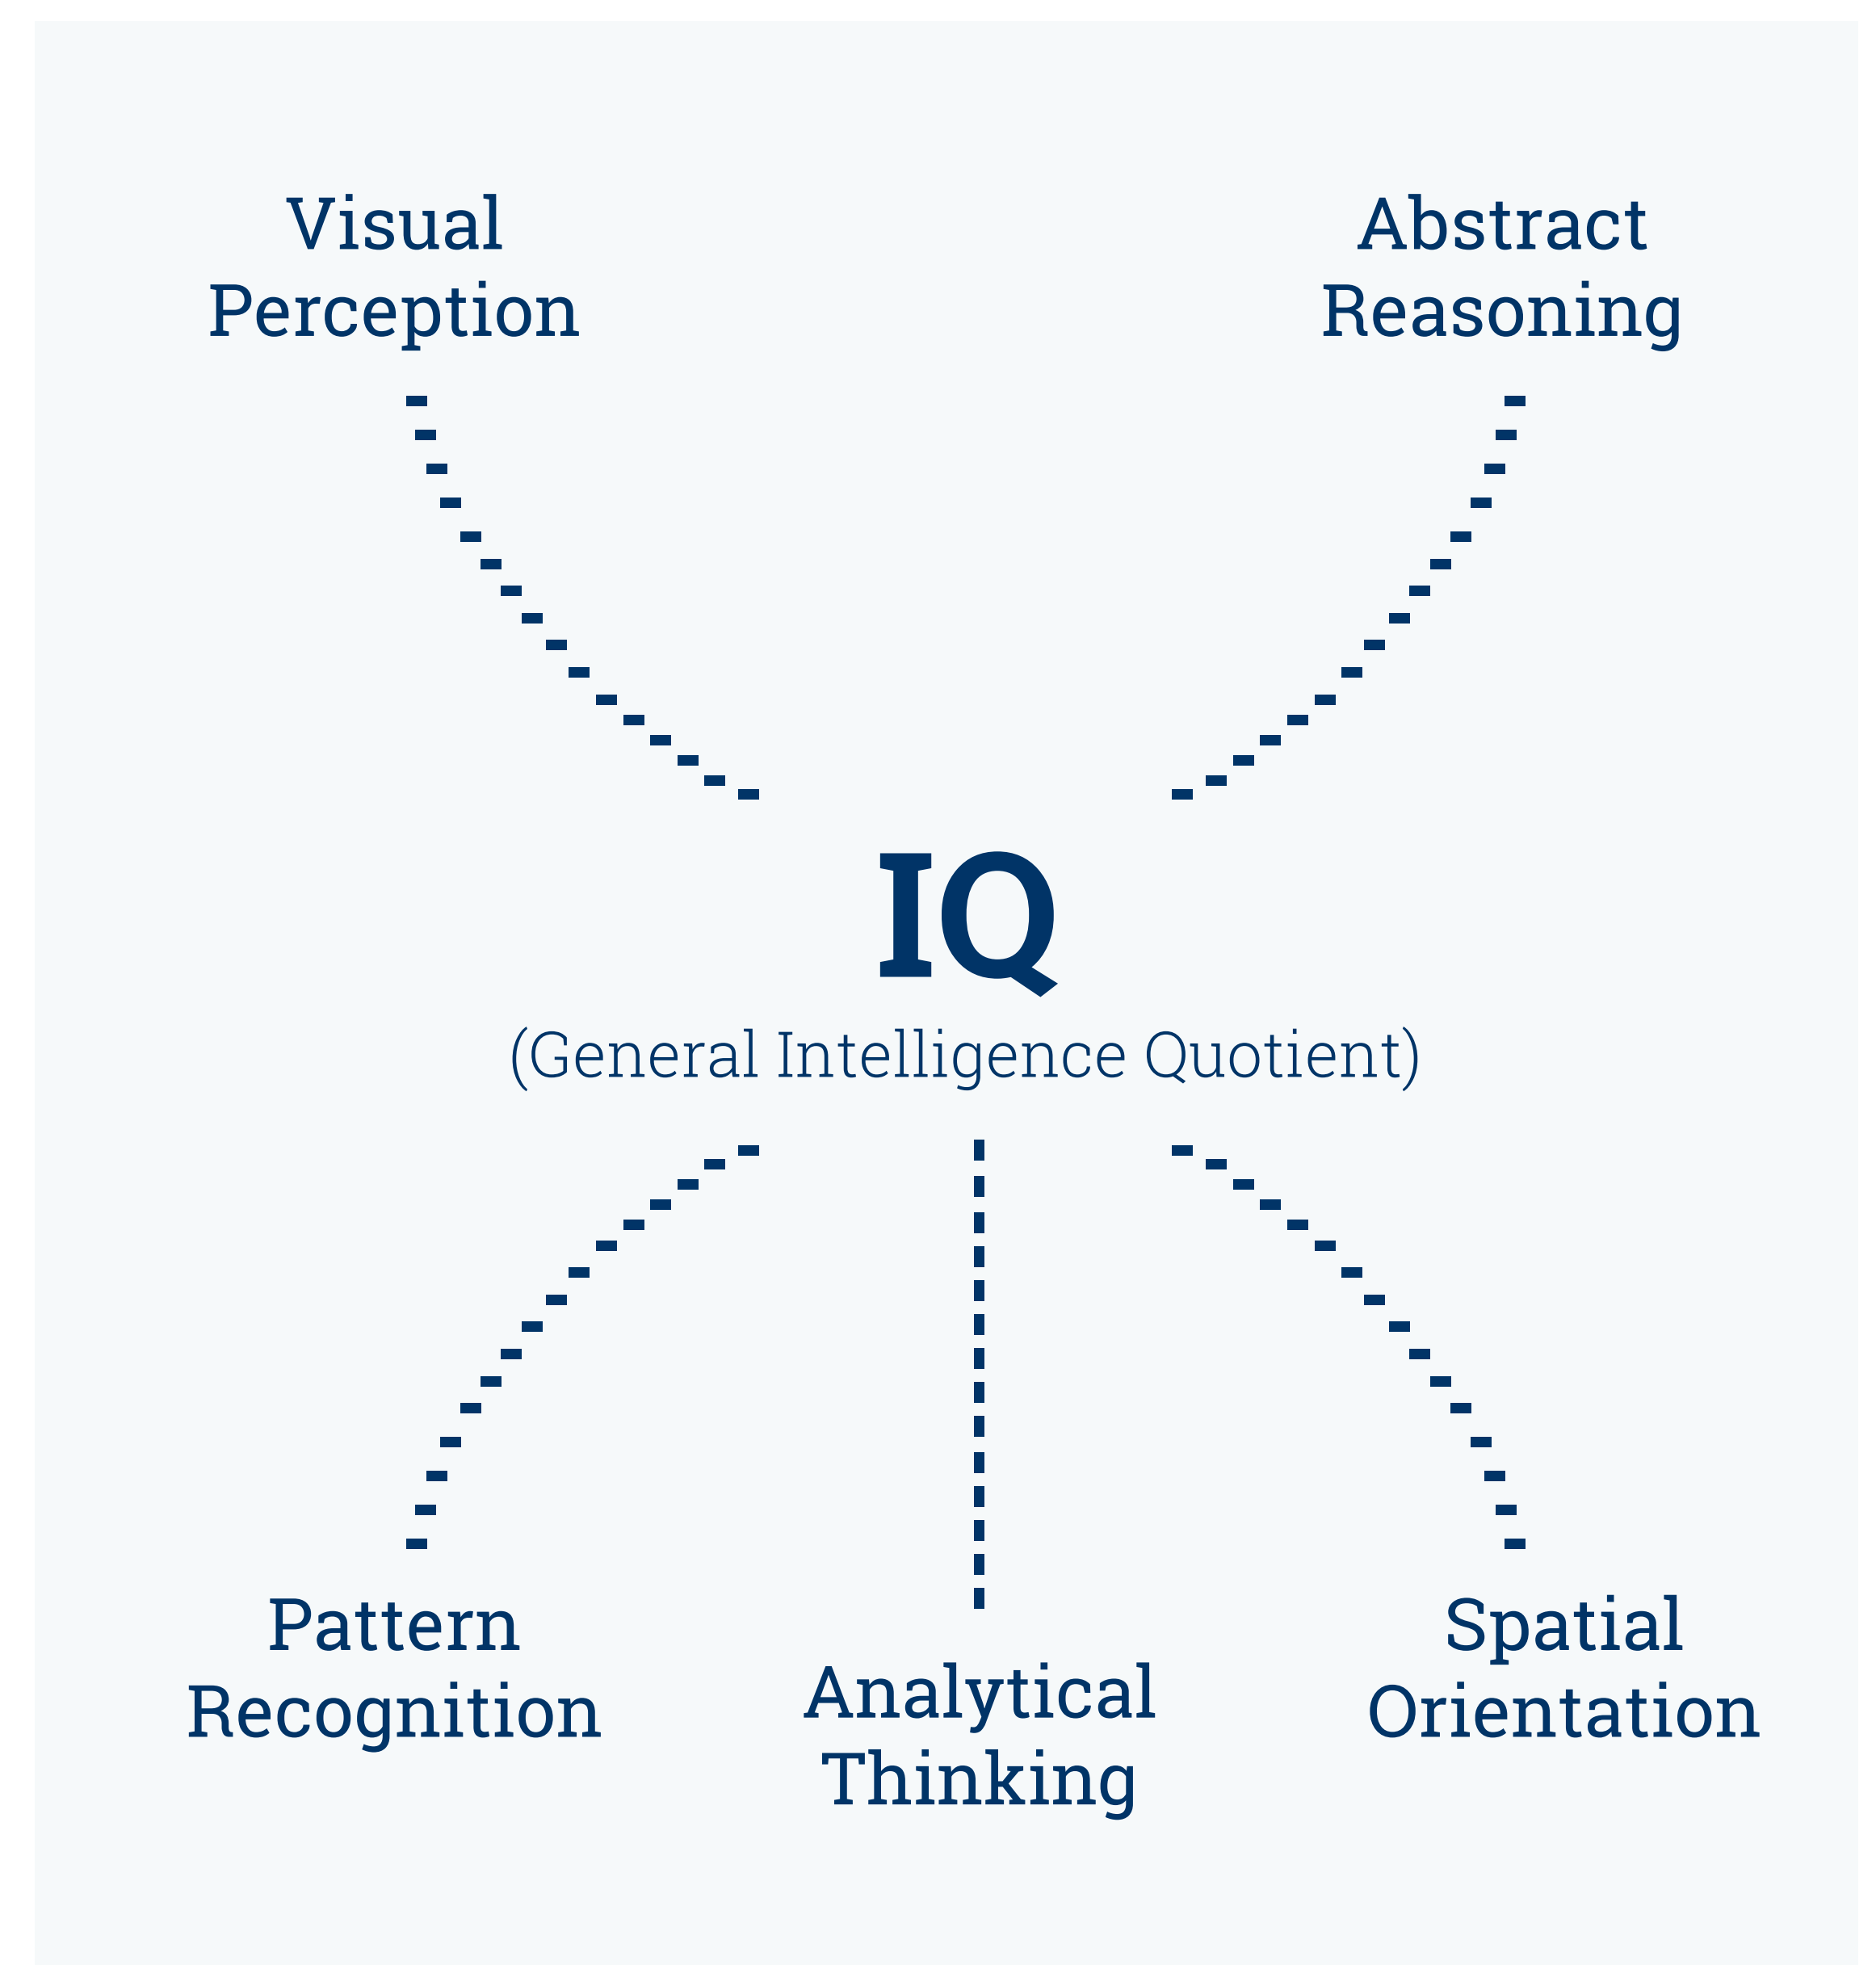 Visual
Perception
Abstract
Reasoning
IQ
(General Intelligence Quotient)
Pattern
Recognition
Analytical
Thinking
Spatial
Orientation